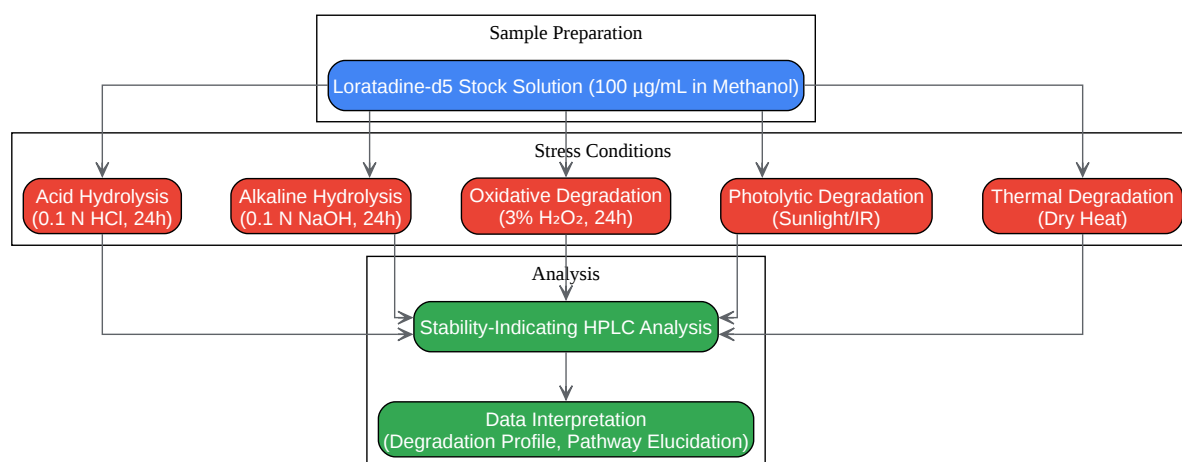 Sample Preparation
Loratadine-d5 Stock Solution (100 µg/mL in Methanol)
Stress Conditions
Acid Hydrolysis
(0.1 N HCl, 24h)
Alkaline Hydrolysis
(0.1 N NaOH, 24h)
Oxidative Degradation
(3% H₂O₂, 24h)
Photolytic Degradation
(Sunlight/IR)
Thermal Degradation
(Dry Heat)
Analysis
Stability-Indicating HPLC Analysis
Data Interpretation
(Degradation Profile, Pathway Elucidation)